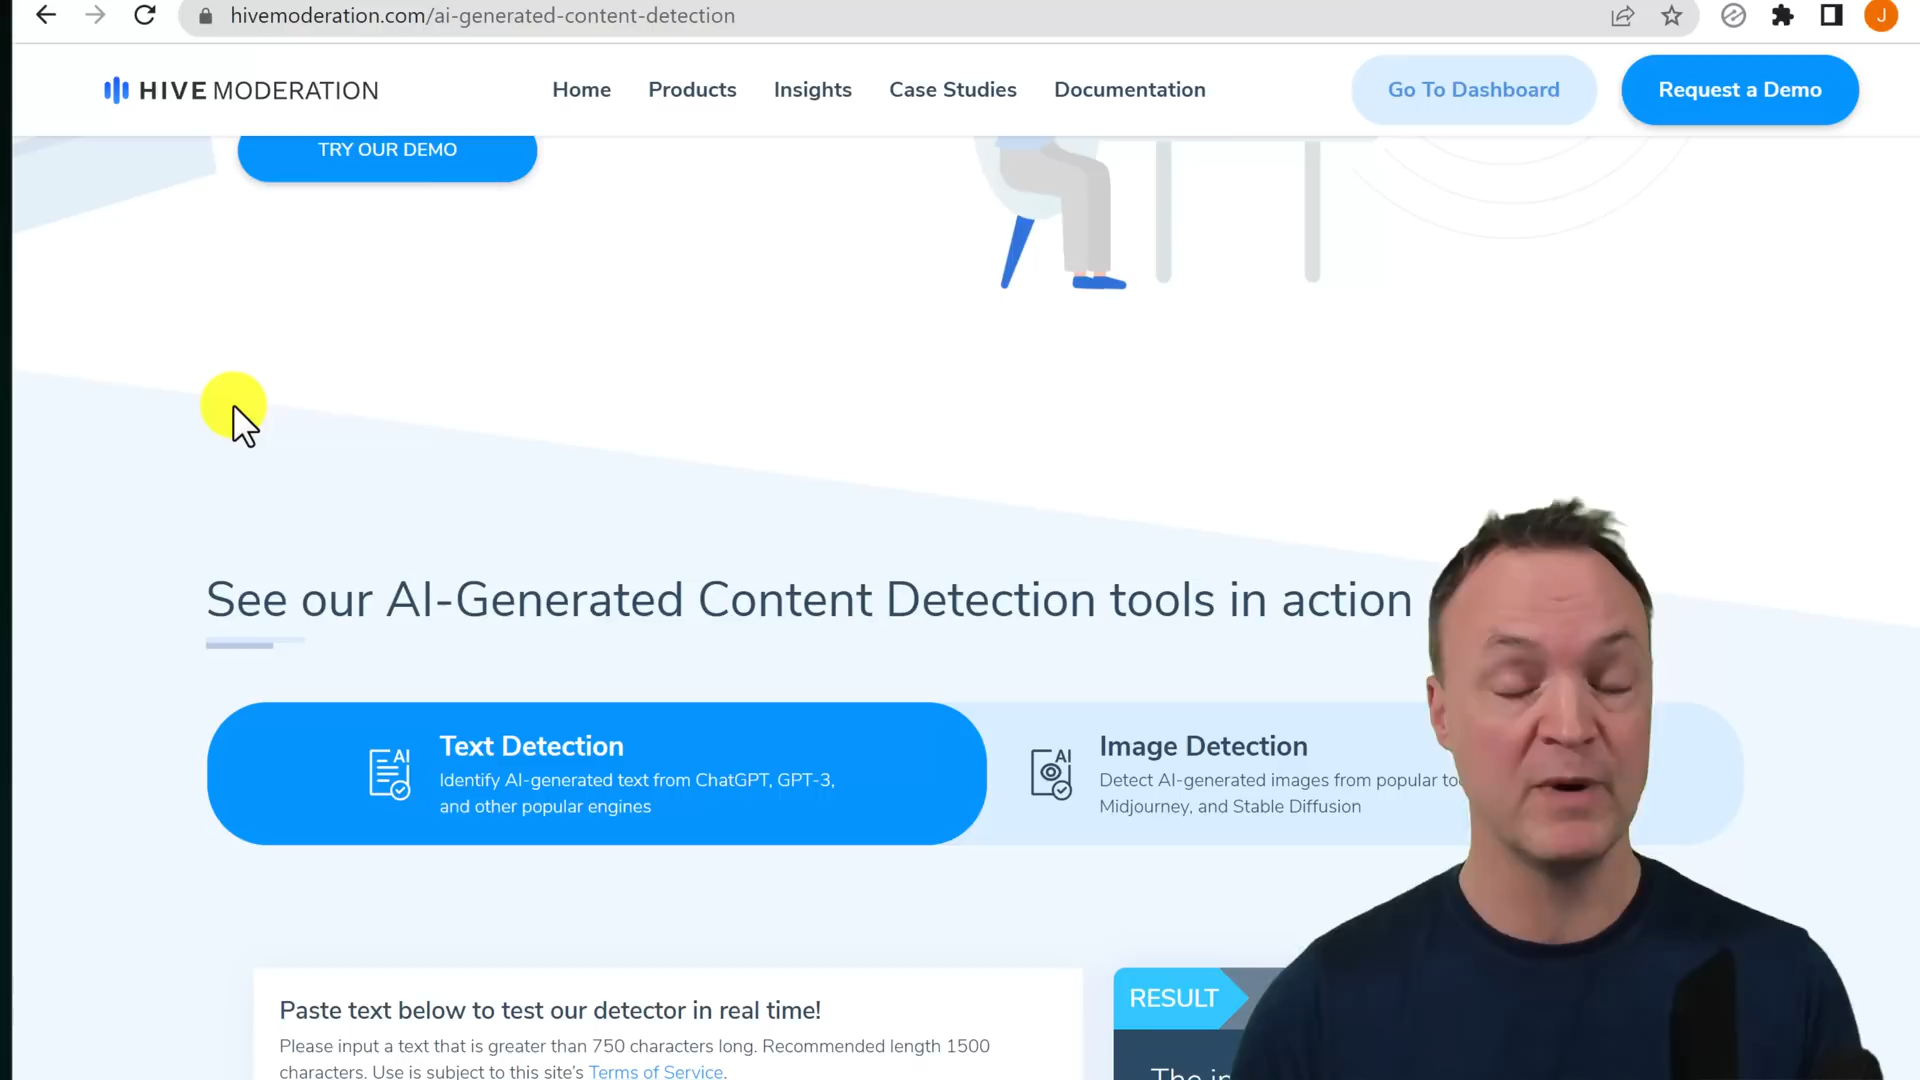 hivemoderation.com/ai-generated-content-detection
J
HIVE MODERATION
Home
Products
Insights
Case Studies
Documentation
Go To Dashboard
Request a Demo
TRY OUR DEMO
See our AI-Generated Content Detection tools in action
AI
Text Detection
Identify AI-generated text from ChatGPT, GPT-3,
and other popular engines
AI
Image Detection
Detect AI-generated images from popular
Midjourney, and Stable Diffusion
Paste text below to test our detector in real time!
Please input a text that is greater than 750 characters long. Recommended length 1500
characters. Use is subject to this site's Terms of Service.
RESULT
The